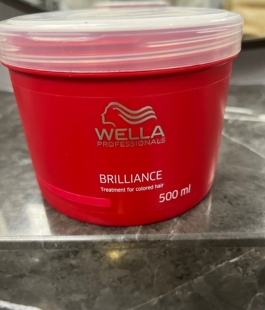 WELLA
PROFESSIONALS
BRILLIANCE
Treatment for colored hair
500 ml